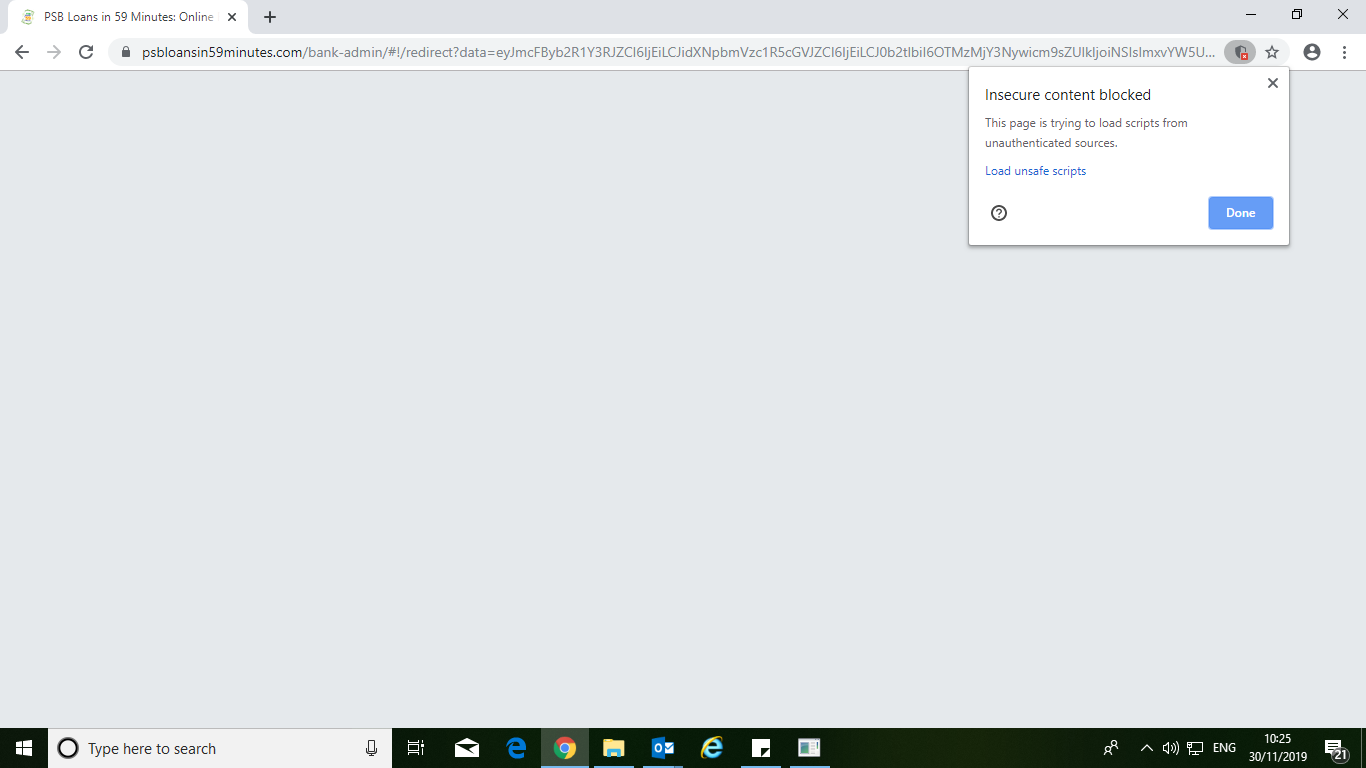 PSB Loans in 59 Minutes: Online
psbloansin59minutes.com/bank-admin/#!/redirect?data=eyJmcFByb2R1Y3RJZCI6IjEiLCJidXNpbmVzc1R5cGVJZCI6IjEiLCJ0b2tlbiI6OTMzMjY3Nywicm9sZUlkIjoiNSIsImxvYW5U...
Insecure content blocked
This page is trying to load scripts from
unauthenticated sources.
Load unsafe scripts
Done
Type here to search
ENG
10:25
30/11/2019
21